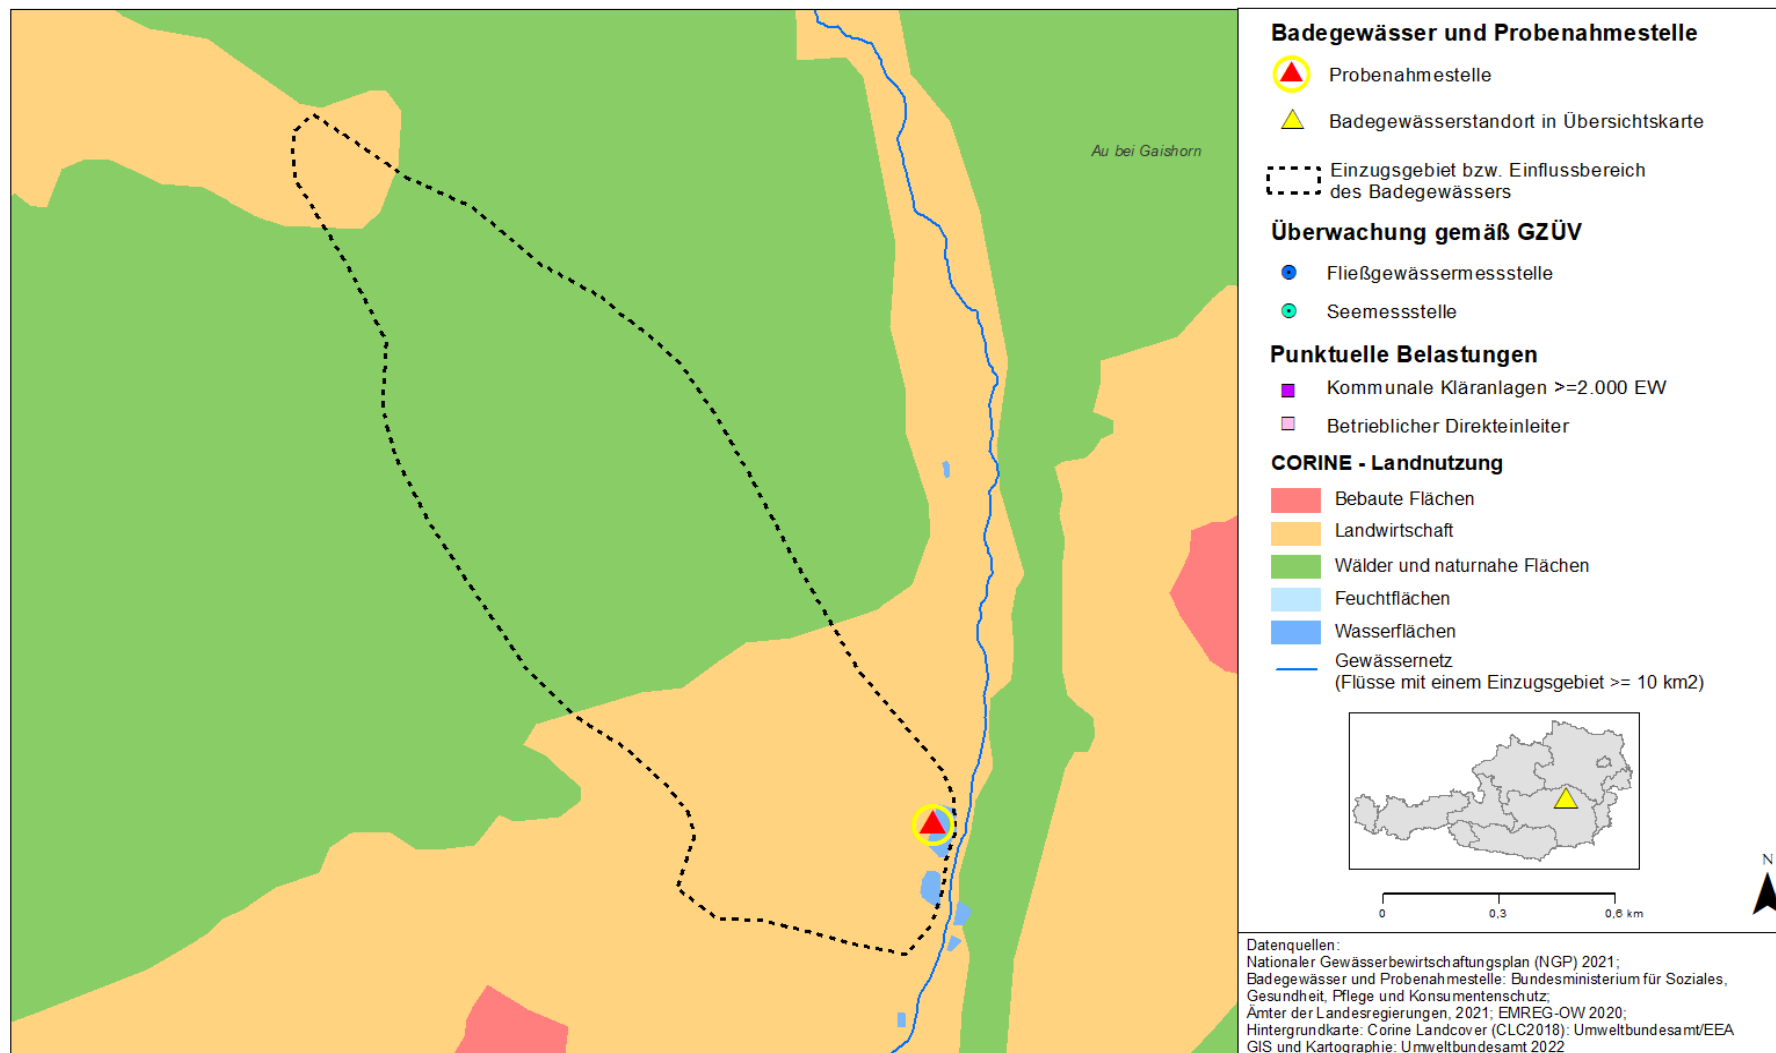 Au bei Gaishorn
Badegewässer und Probenahmestelle
Probenahmestelle
Badegewässerstandort in Übersichtskarte
Einzugsgebiet bzw. Einflussbereich
des Badegewässers
Überwachung gemäß GZÜV
Fließgewässermessstelle
Seemessstelle
Punktuelle Belastungen
Kommunale Kläranlagen >=2.000 EW
Betrieblicher Direkteinleiter
CORINE - Landnutzung
Bebaute Flächen
Landwirtschaft
Wälder und naturnahe Flächen
Feuchtflächen
Wasserflächen
Gewässernetz
(Flüsse mit einem Einzugsgebiet >= 10 km2)
N
0 0,3 0,6 km
Datenquellen:
Nationaler Gewässerbewirtschaftungsplan (NGP) 2021;
Badegewässer und Probenahmestelle: Bundesministerium für Soziales,
Gesundheit, Pflege und Konsumentenschutz;
Ämter der Landesregierungen, 2021; EMREG-OW 2020;
Hintergrundkarte: Corine Landcover (CLC2018): Umweltbundesamt/EEA
GIS und Kartographie: Umweltbundesamt 2022